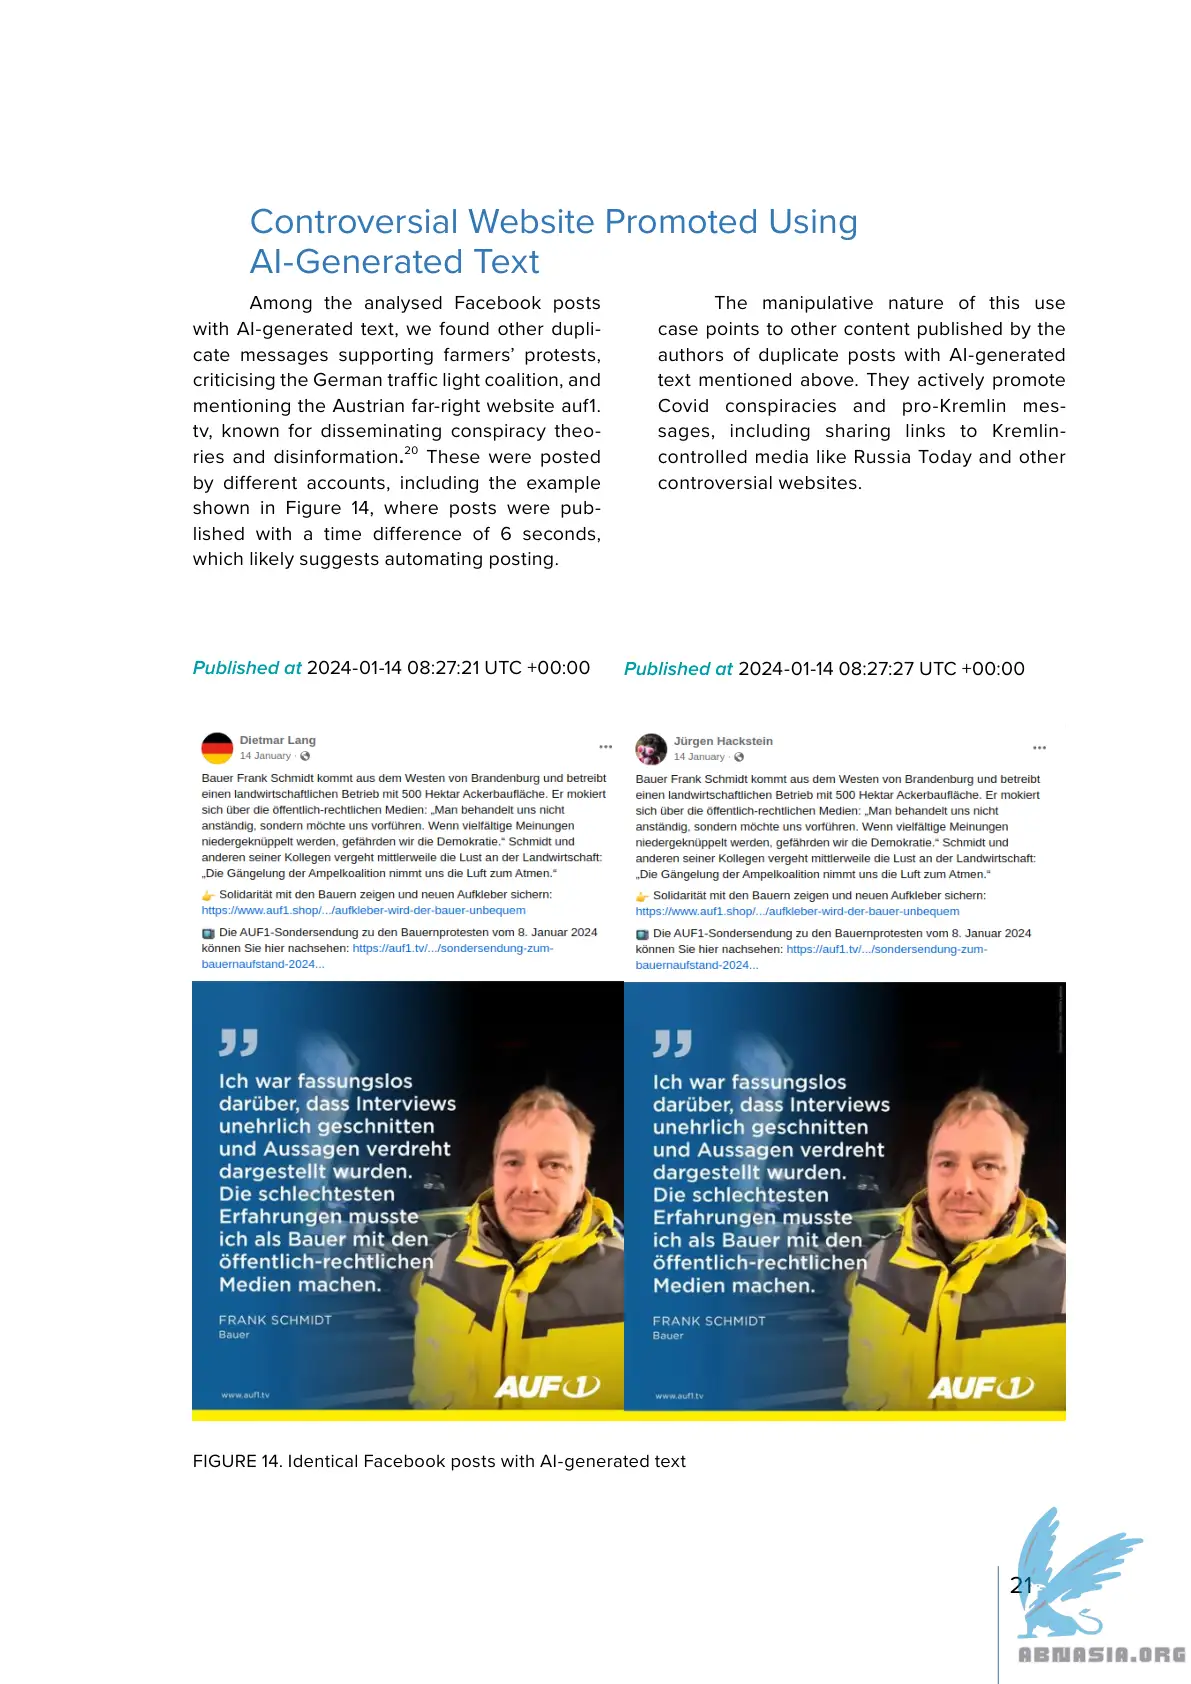 Controversial Website Promoted Using
AI-Generated Text
Among the analysed Facebook posts
with AI-generated text, we found other dupli-
cate messages supporting farmers’ protests,
criticising the German traffic light coalition, and
mentioning the Austrian far-right website auf1.
tv, known for disseminating conspiracy theo-
ries and disinformation.20 These were posted
by different accounts, including the example
shown in Figure 14, where posts were pub-
lished with a time difference of 6 seconds,
which likely suggests automating posting.
The manipulative nature of this use
case points to other content published by the
authors of duplicate posts with AI-generated
text mentioned above. They actively promote
Covid conspiracies and pro-Kremlin mes-
sages, including sharing links to Kremlin-
controlled media like Russia Today and other
controversial websites.
Published at 2024-01-14 08:27:21 UTC +00:00
Dietmar Lang
14 January ·
Bauer Frank Schmidt kommt aus dem Westen von Brandenburg und betreibt
einen landwirtschaftlichen Betrieb mit 500 Hektar Ackerbaufläche. Er mokiert
sich über die öffentlich-rechtlichen Medien: „Man behandelt uns nicht
anständig, sondern möchte uns vorführen. Wenn vielfältige Meinungen
niedergeknüppelt werden, gefährden wir die Demokratie.“ Schmidt und
anderen seiner Kollegen vergeht mittlerweile die Lust an der Landwirtschaft:
„Die Gängelung der Ampelkoalition nimmt uns die Luft zum Atmen.“
👉 Solidarität mit den Bauern zeigen und neuen Aufkleber sichern:
https://www.auf1.shop/.../aufkleber-wird-der-bauer-unbequem
📺 Die AUF1-Sondersendung zu den Bauernprotesten vom 8. Januar 2024
können Sie hier nachsehen: https://auf1.tv/.../sondersendung-zum-
bauernaufstand-2024...
Ich war fassungslos
darüber, dass Interviews
unehrlich geschnitten
und Aussagen verdreht
dargestellt wurden.
Die schlechtesten
Erfahrungen musste
ich als Bauer mit den
öffentlich-rechtlichen
Medien machen.
FRANK SCHMIDT
Bauer
www.auf1.tv
AUF1
Published at 2024-01-14 08:27:27 UTC +00:00
Jürgen Hackstein
14 January ·
Bauer Frank Schmidt kommt aus dem Westen von Brandenburg und betreibt
einen landwirtschaftlichen Betrieb mit 500 Hektar Ackerbaufläche. Er mokiert
sich über die öffentlich-rechtlichen Medien: „Man behandelt uns nicht
anständig, sondern möchte uns vorführen. Wenn vielfältige Meinungen
niedergeknüppelt werden, gefährden wir die Demokratie.“ Schmidt und
anderen seiner Kollegen vergeht mittlerweile die Lust an der Landwirtschaft:
„Die Gängelung der Ampelkoalition nimmt uns die Luft zum Atmen.“
👉 Solidarität mit den Bauern zeigen und neuen Aufkleber sichern:
https://www.auf1.shop/.../aufkleber-wird-der-bauer-unbequem
📺 Die AUF1-Sondersendung zu den Bauernprotesten vom 8. Januar 2024
können Sie hier nachsehen: https://auf1.tv/.../sondersendung-zum-
bauernaufstand-2024...
Ich war fassungslos
darüber, dass Interviews
unehrlich geschnitten
und Aussagen verdreht
dargestellt wurden.
Die schlechtesten
Erfahrungen musste
ich als Bauer mit den
öffentlich-rechtlichen
Medien machen.
FRANK SCHMIDT
Bauer
www.auf1.tv
AUF1
FIGURE 14. Identical Facebook posts with AI-generated text
21
ABNASIA.ORG